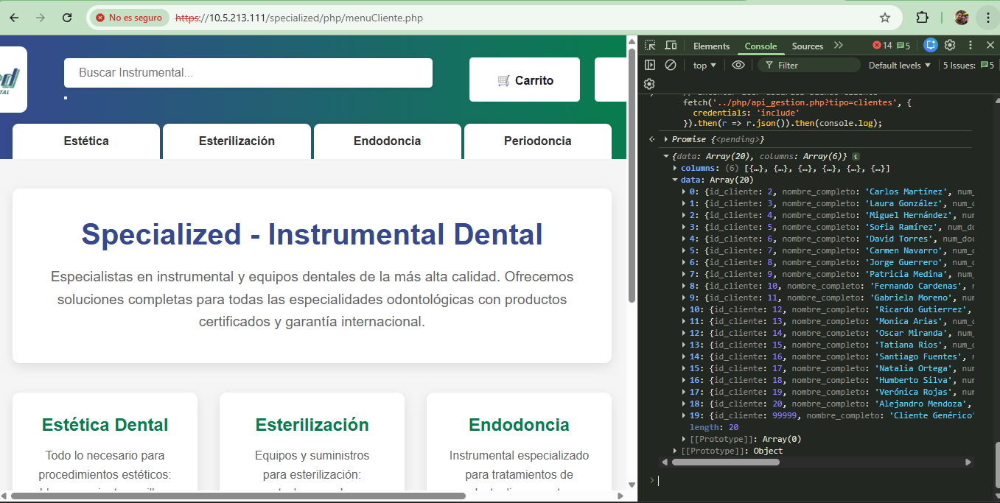 No es seguro https://10.5.213.111/specialized/php/menuCliente.php
TAL
Buscar Instrumental...
🛒 Carrito
Estética Esterilización Endodoncia Periodoncia
Specialized - Instrumental Dental
Especialistas en instrumental y equipos dentales de la más alta calidad. Ofrecemos
soluciones completas para todas las especialidades odontológicas con productos
certificados y garantía internacional.
Estética Dental
Todo lo necesario para
procedimientos estéticos:
Esterilización
Equipos y suministros
para esterilización:
Endodoncia
Instrumental especializado
para tratamientos de
Elements Console Sources 14 5
top Filter Default levels 5 Issues: 5
fetch('../php/api_gestion.php?tipo=clientes', {
credentials: 'include'
}).then(r => r.json()).then(console.log);
Promise {<pending>}
{data: Array(20), columns: Array(6)} i
columns: (6) [{…}, {…}, {…}, {…}, {…}, {…}]
data: Array(20)
0: {id_cliente: 2, nombre_completo: 'Carlos Martínez', num_
1: {id_cliente: 3, nombre_completo: 'Laura González', num_d
2: {id_cliente: 4, nombre_completo: 'Miguel Hernández', num
3: {id_cliente: 5, nombre_completo: 'Sofia Ramírez', num_do
4: {id_cliente: 6, nombre_completo: 'David Torres', num_doc
5: {id_cliente: 7, nombre_completo: 'Carmen Navarro', num_d
6: {id_cliente: 8, nombre_completo: 'Jorge Guerrero', num_d
7: {id_cliente: 9, nombre_completo: 'Patricia Medina', num_
8: {id_cliente: 10, nombre_completo: 'Fernando Cardenas', n
9: {id_cliente: 11, nombre_completo: 'Gabriela Moreno', num
10: {id_cliente: 12, nombre_completo: 'Ricardo Gutierrez',
11: {id_cliente: 13, nombre_completo: 'Monica Arias', num_d
12: {id_cliente: 14, nombre_completo: 'Oscar Miranda', num_
13: {id_cliente: 15, nombre_completo: 'Tatiana Rios', num_d
14: {id_cliente: 16, nombre_completo: 'Santiago Fuentes', n
15: {id_cliente: 17, nombre_completo: 'Natalia Ortega', num
16: {id_cliente: 18, nombre_completo: 'Humberto Silva', num
17: {id_cliente: 19, nombre_completo: 'Verónica Rojas', num
18: {id_cliente: 20, nombre_completo: 'Alejandro Mendoza',
19: {id_cliente: 99999, nombre_completo: 'Cliente Genérico'
length: 20
[[Prototype]]: Array(0)
[[Prototype]]: Object